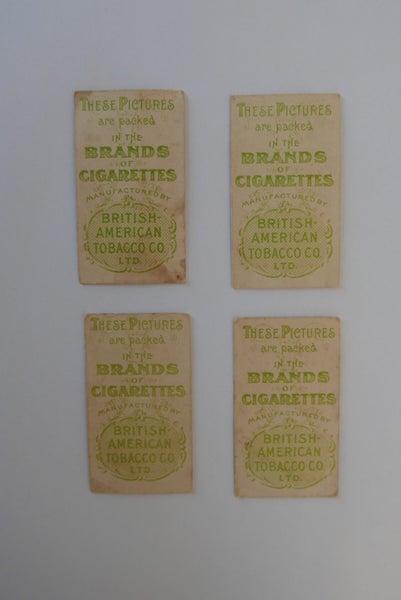 THESE PICTURES
are packed
IN THE
BRANDS
OF
CIGARETTES
MANUFACTURED BY
BRITISH-
AMERICAN
TOBACCO CO.
LTD.
THESE PICTURES
are packed
IN THE
BRANDS
OF
CIGARETTES
MANUFACTURED BY
BRITISH-
AMERICAN
TOBACCO CO.
LTD.
THESE PICTURES
are packed
IN THE
BRANDS
OF
CIGARETTES
MANUFACTURED BY
BRITISH-
AMERICAN
TOBACCO CO.
LTD.
THESE PICTURES
are packed
IN THE
BRANDS
OF
CIGARETTES
MANUFACTURED BY
BRITISH-
AMERICAN
TOBACCO CO.
LTD.